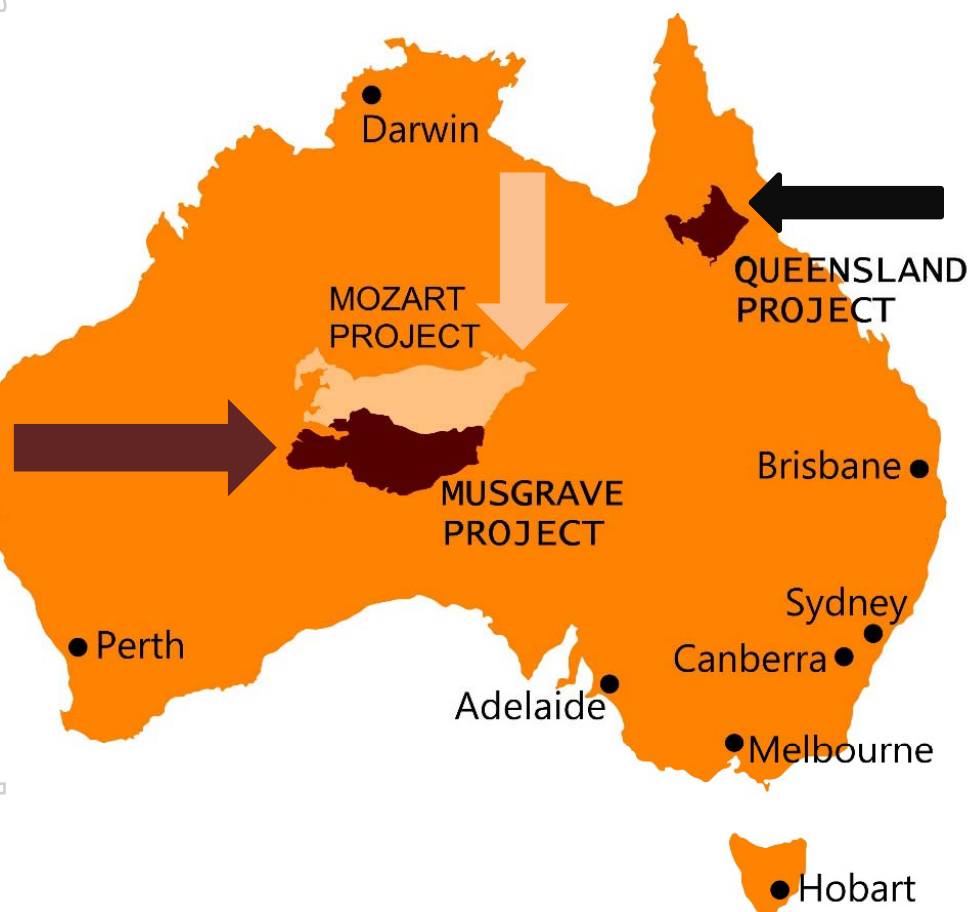 Darwin
QUEENSLAND
PROJECT
MOZART
PROJECT
MUSGRAVE
PROJECT
Brisbane
Sydney
Perth
Canberra
Adelaide
Melbourne
Hobart